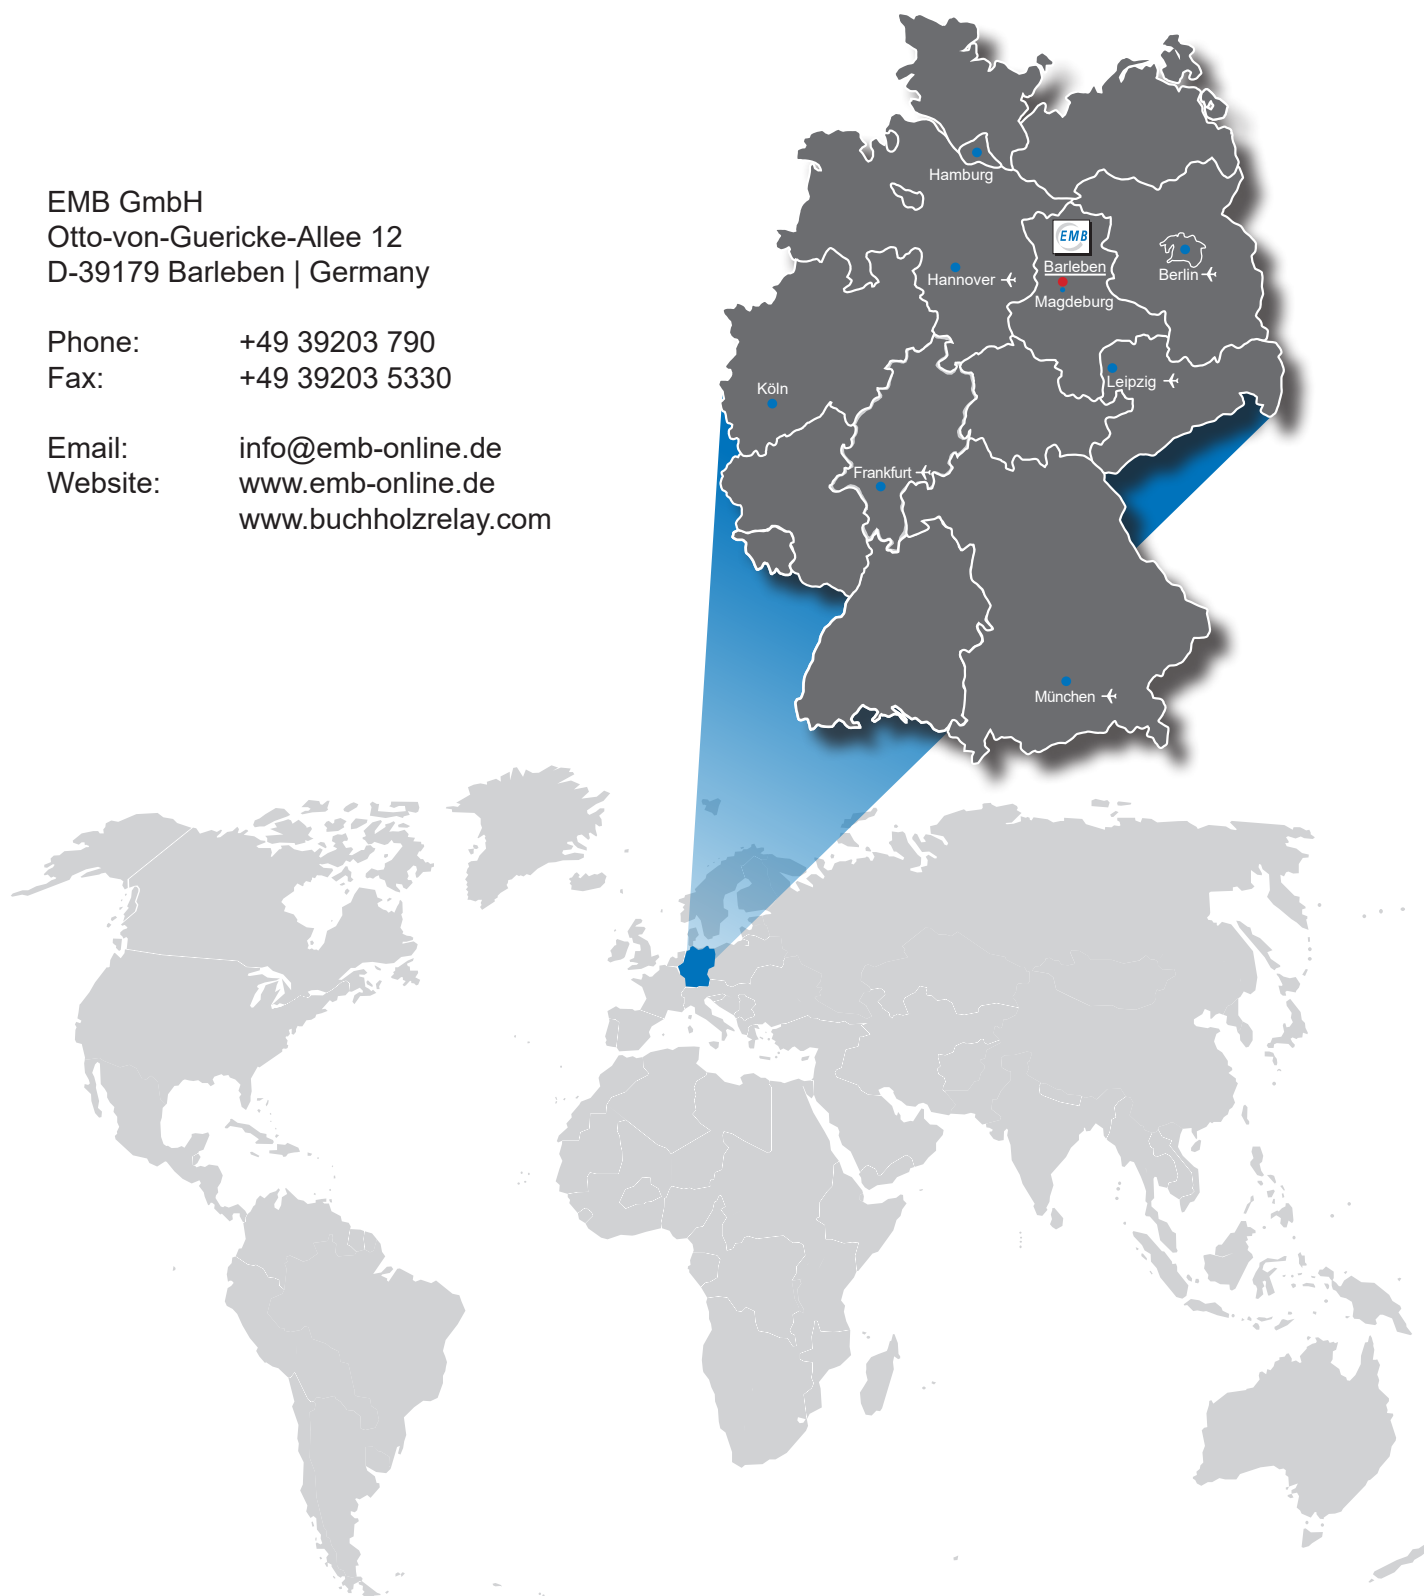 EMB GmbH
Otto-von-Guericke-Allee 12
D-39179 Barleben | Germany
Phone: +49 39203 790
Fax: +49 39203 5330
Email: info@emb-online.de
Website: www.emb-online.de
www.buchholzrelay.com
Hamburg
EMB
Barleben
Hannover
Berlin
Magdeburg
Leipzig
Köln
Frankfurt
München